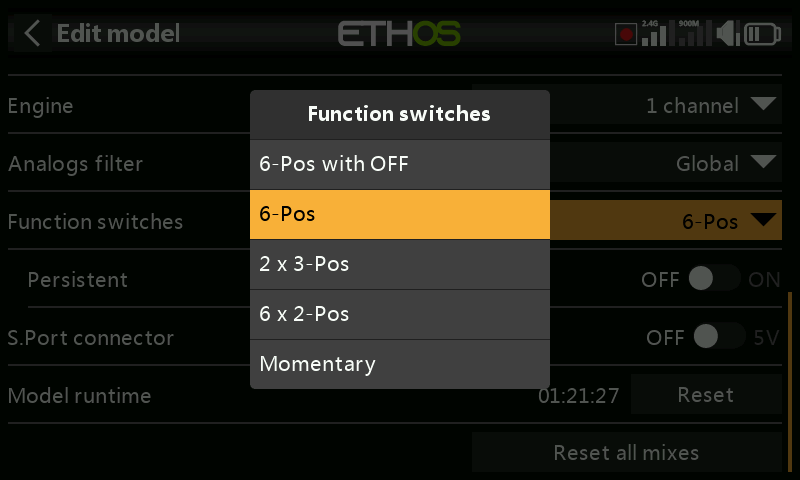 Edit model
ETHOS
2.4G
900M
Engine
1 channel
Analogs filter
Global
Function switches
6-Pos
Persistent
OFF ON
S.Port connector
OFF 5V
Model runtime
01:21:27
Reset
Reset all mixes
Function switches
6-Pos with OFF
6-Pos
2 x 3-Pos
6 x 2-Pos
Momentary